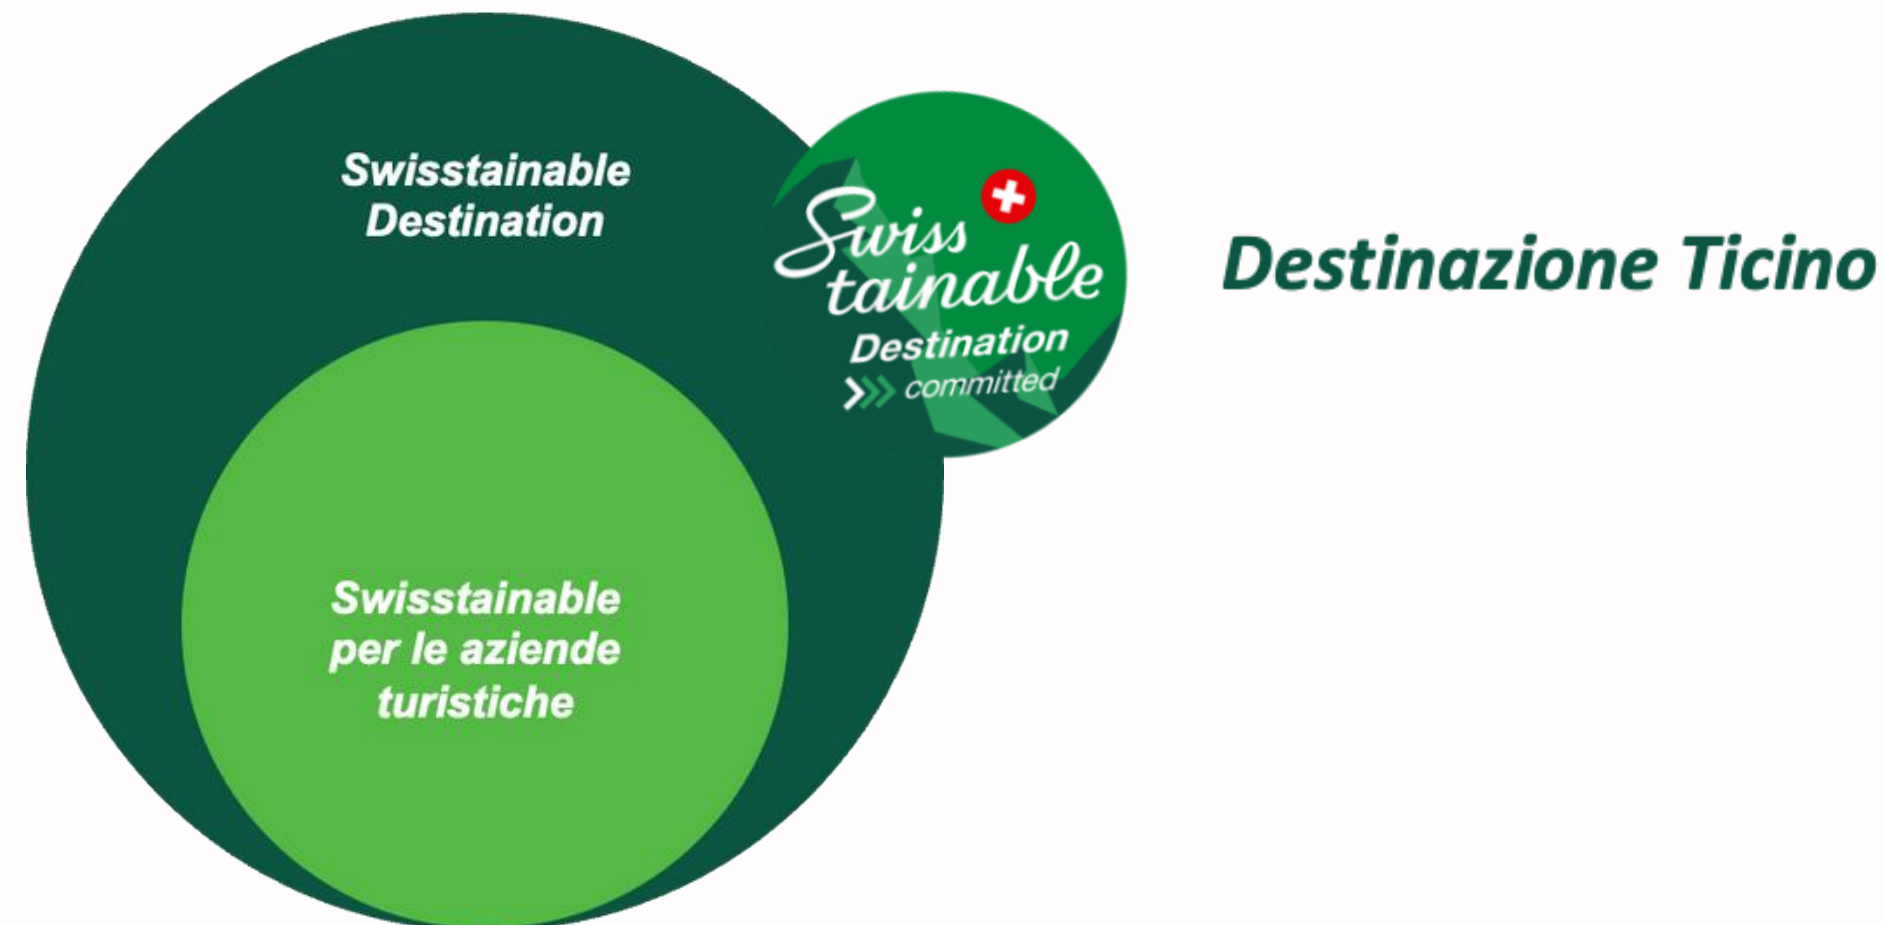 Swisstainable
Destination
Swiss
tainable
Destination
committed
Destinazione Ticino
Swisstainable
per le aziende
turistiche